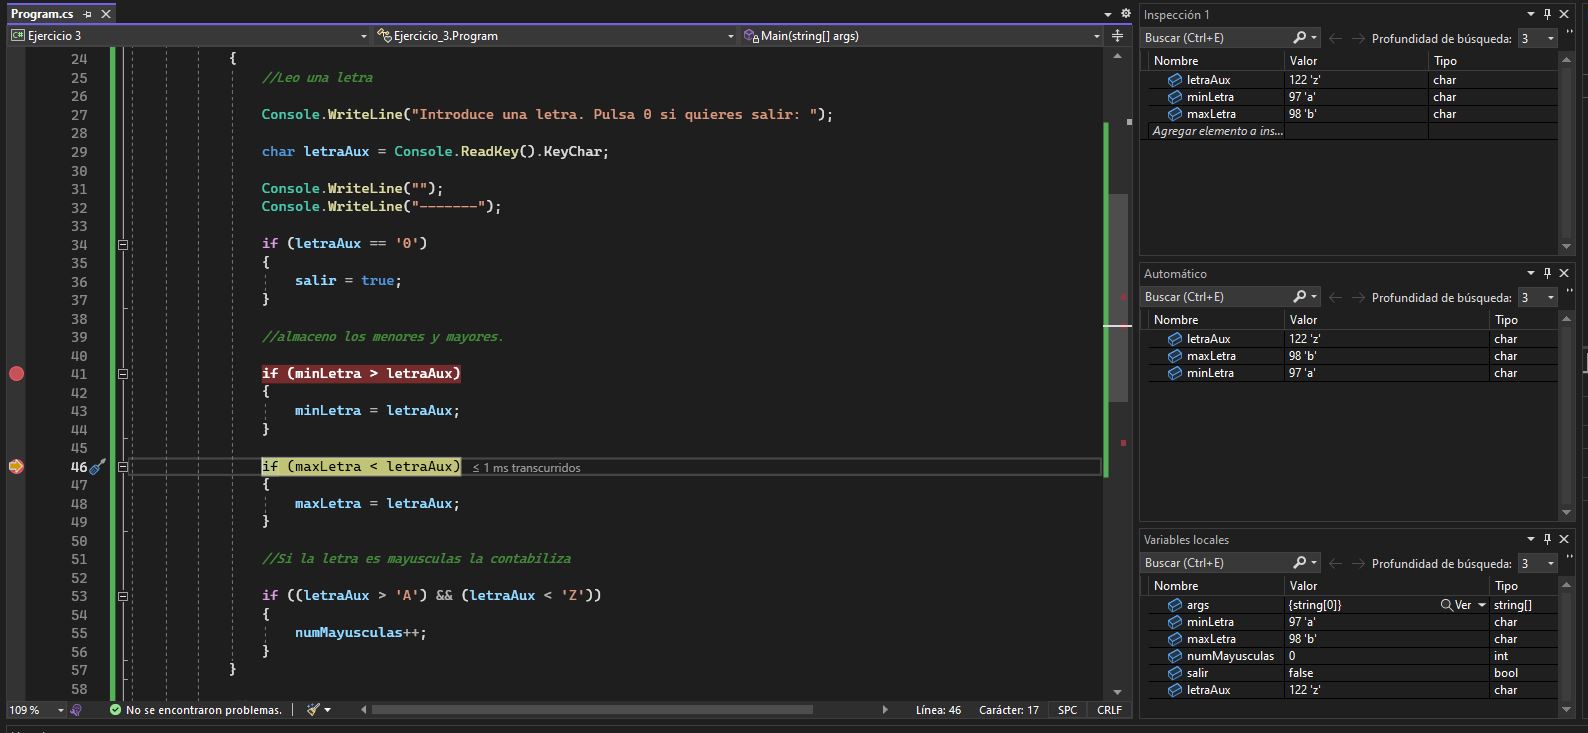 Program.cs
C# Ejercicio 3
Ejercicio_3.Program
Main(string[] args)
24 {
25 //Leo una letra
26
27 Console.WriteLine("Introduce una letra. Pulsa 0 si quieres salir: ");
28
29 char letraAux = Console.ReadKey().KeyChar;
30
31 Console.WriteLine("");
32 Console.WriteLine("-------");
33
34 if (letraAux == '0')
35 {
36 salir = true;
37 }
38
39 //almaceno los menores y mayores.
40
41 if (minLetra > letraAux)
42 {
43 minLetra = letraAux;
44 }
45
46 if (maxLetra < letraAux) ≤ 1 ms transcurridos
47 {
48 maxLetra = letraAux;
49 }
50
51 //Si la letra es mayusculas la contabiliza
52
53 if ((letraAux > 'A') && (letraAux < 'Z'))
54 {
55 numMayusculas++;
56 }
57 }
58
109 % No se encontraron problemas. Línea: 46 Carácter: 17 SPC CRLF
Inspección 1
Buscar (Ctrl+E) Profundidad de búsqueda: 3
Nombre Valor Tipo
letraAux 122 'z' char
minLetra 97 'a' char
maxLetra 98 'b' char
Agregar elemento a ins...
Automático
Buscar (Ctrl+E) Profundidad de búsqueda: 3
Nombre Valor Tipo
letraAux 122 'z' char
maxLetra 98 'b' char
minLetra 97 'a' char
Variables locales
Buscar (Ctrl+E) Profundidad de búsqueda: 3
Nombre Valor Tipo
args {string[0]} Ver string[]
minLetra 97 'a' char
maxLetra 98 'b' char
numMayusculas 0 int
salir false bool
letraAux 122 'z' char